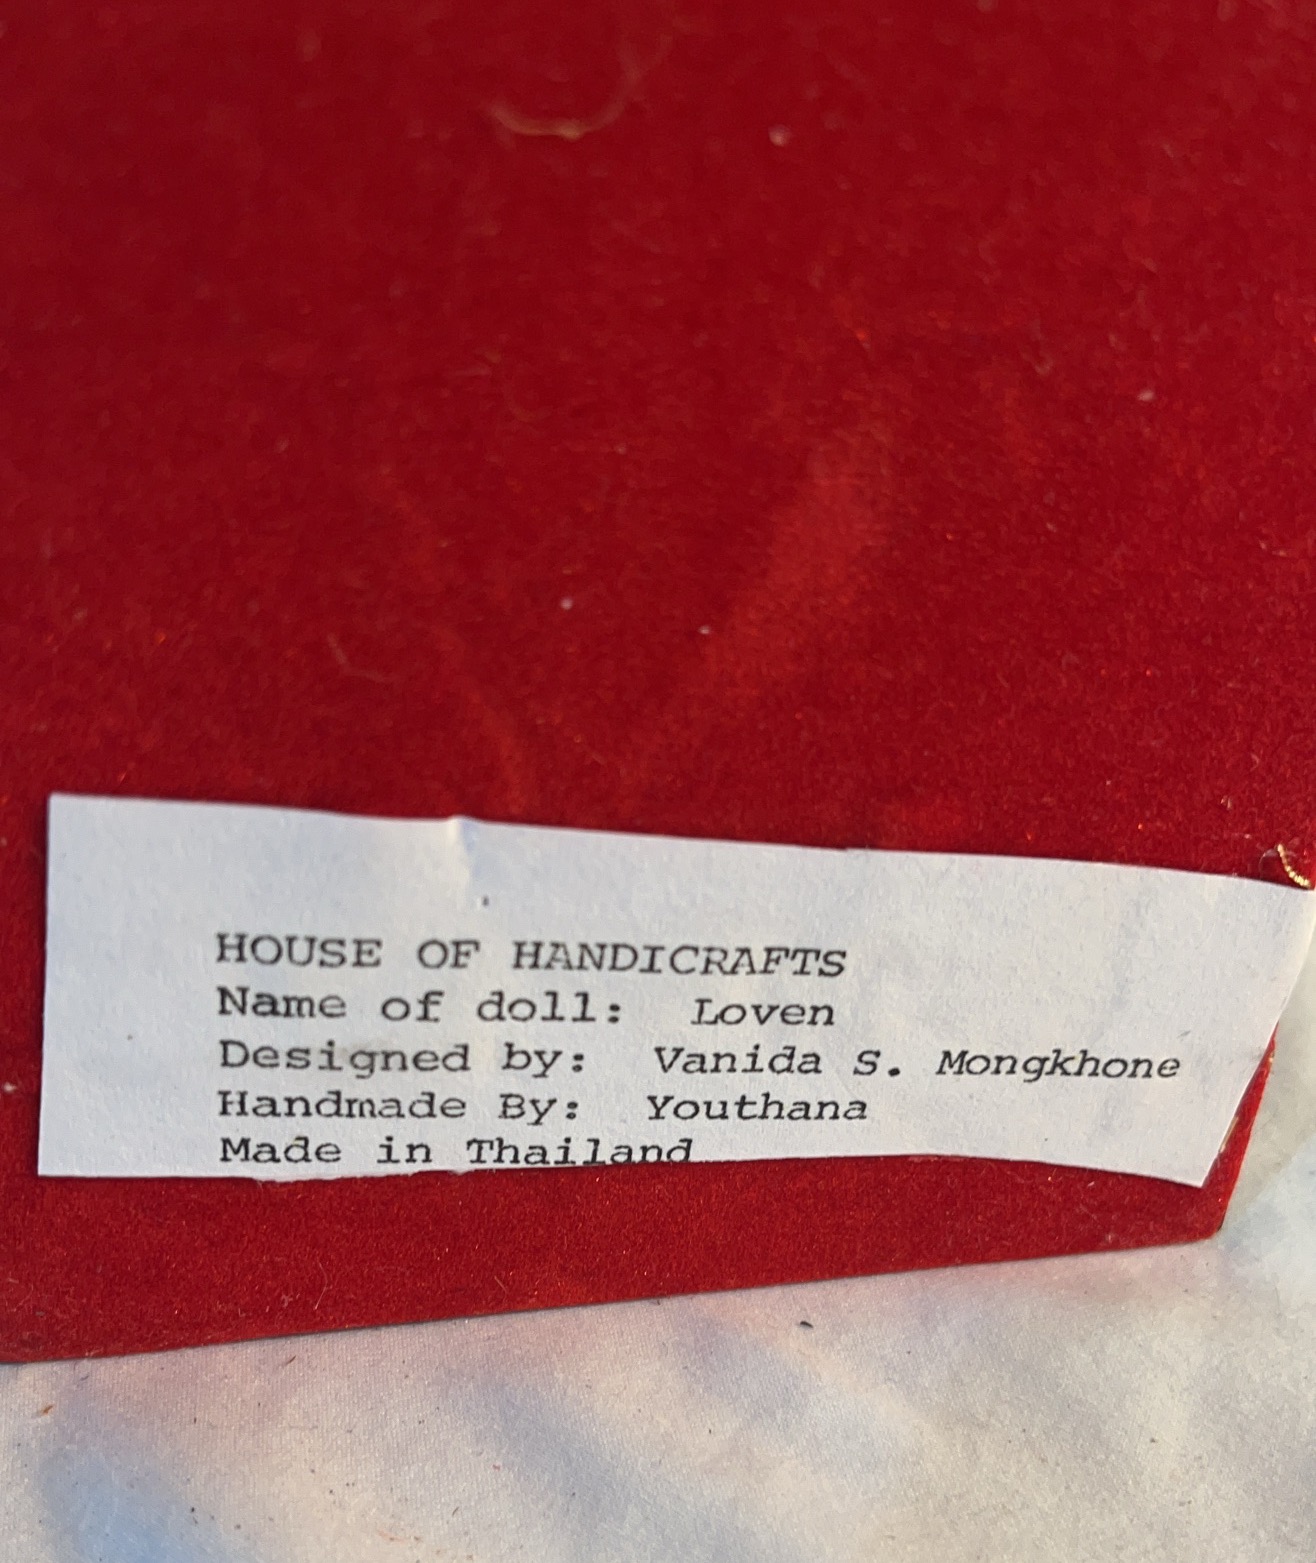 HOUSE OF HANDICRAFTS
Name of doll: Loven
Designed by: Vanida S. Mongkhone
Handmade By: Youthana
Made in Thailand